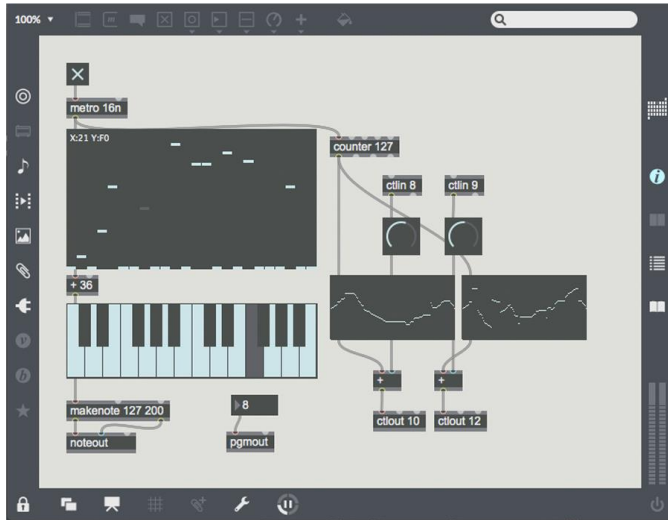 100%
metro 16n
X:21 Y:F0
counter 127
ctlin 8
ctlin 9
+ 36
+
+
makenote 127 200
8
ctlout 10
ctlout 12
noteout
pgmout